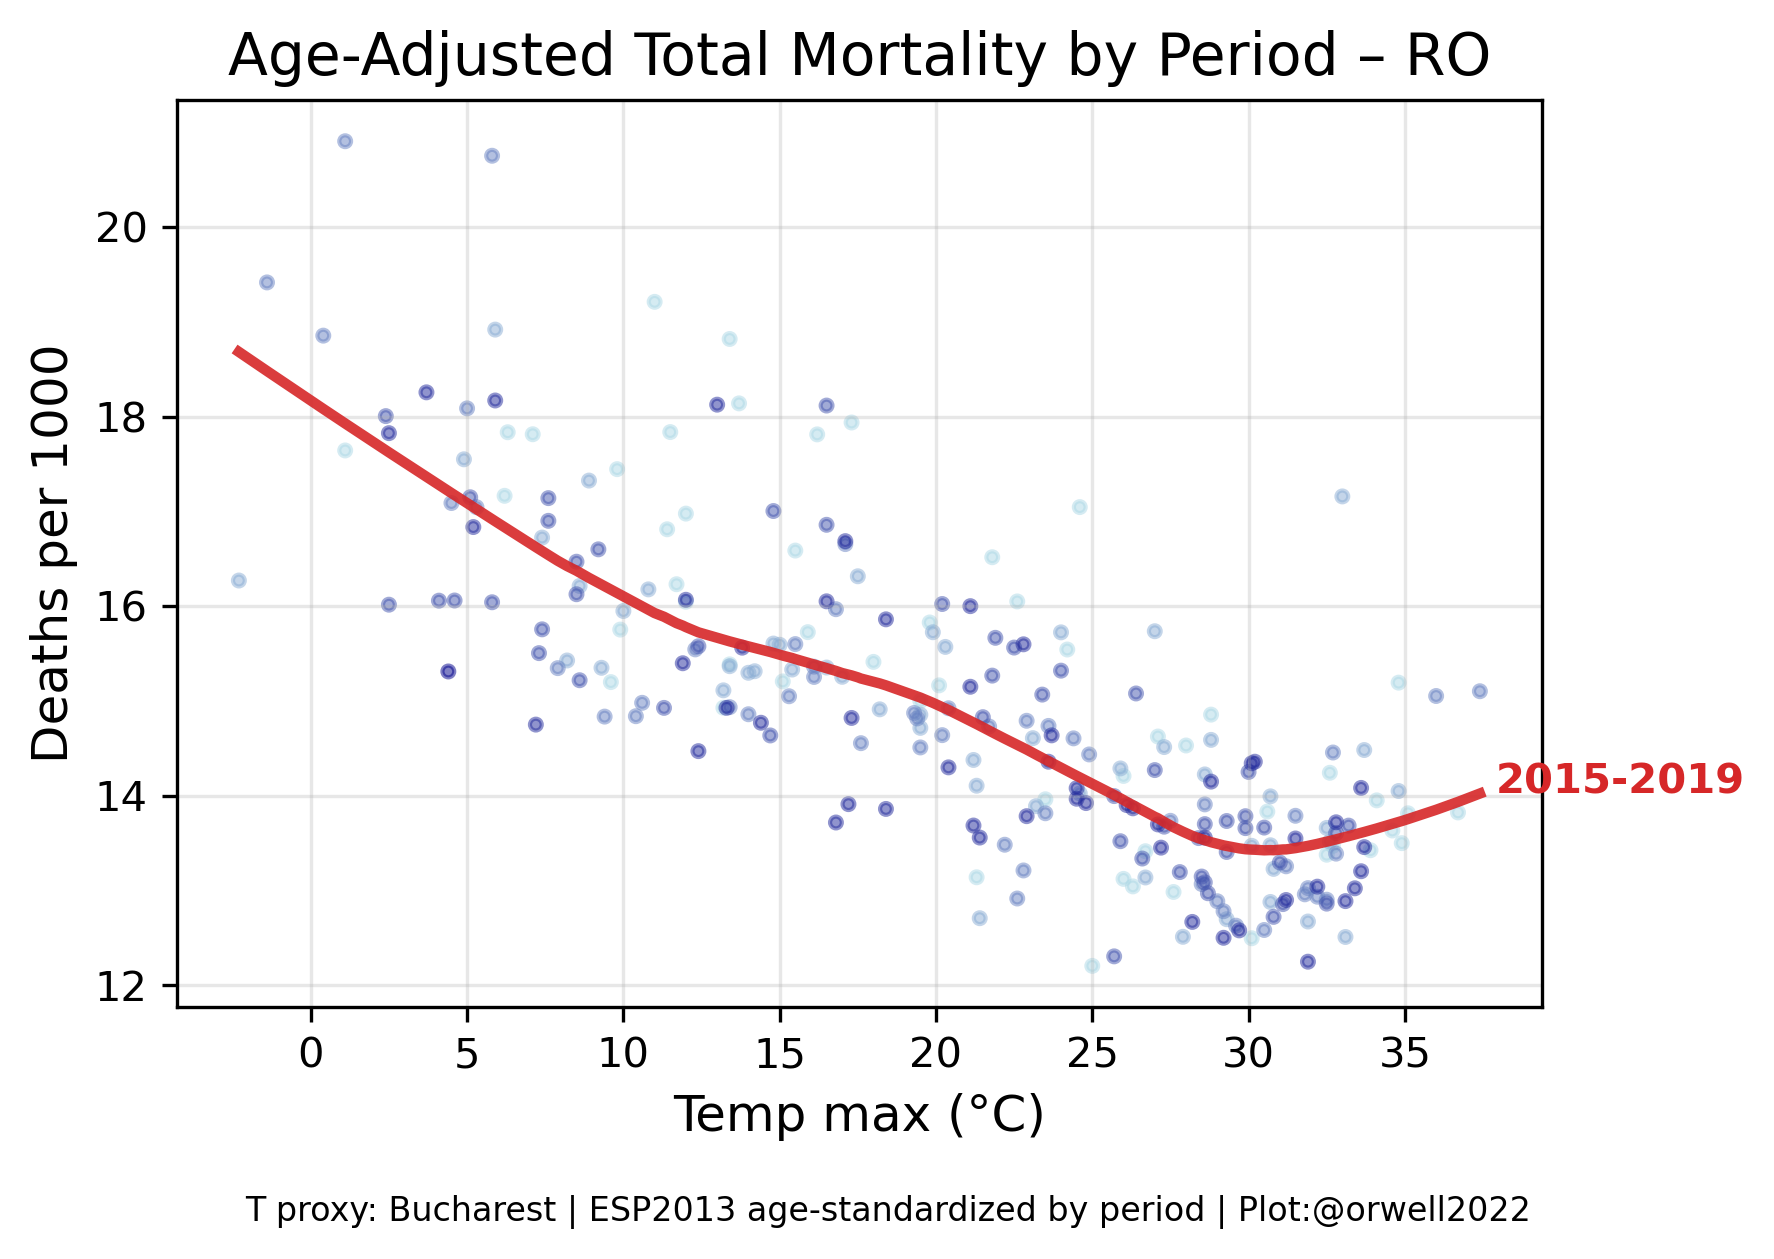 Age-Adjusted Total Mortality by Period – RO
Deaths per 1000
20
18
16
14
12
2015-2019
0 5 10 15 20 25 30 35
Temp max (°C)
T proxy: Bucharest | ESP2013 age-standardized by period | Plot:@orwell2022